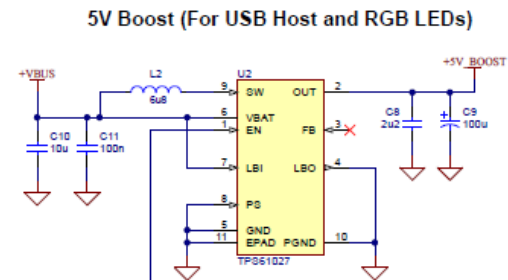 5V Boost (For USB Host and RGB LEDs)
+VBUS
L2
6u8
U2
+5V_BOOST
9 SW OUT 2
6 VBAT
1 EN FB 3
C10
10u
C11
100n
C8
2u2
C9
100u
7 LBI LBO 4
8 PS
5 GND
11 EPAD PGND 10
TPS61027